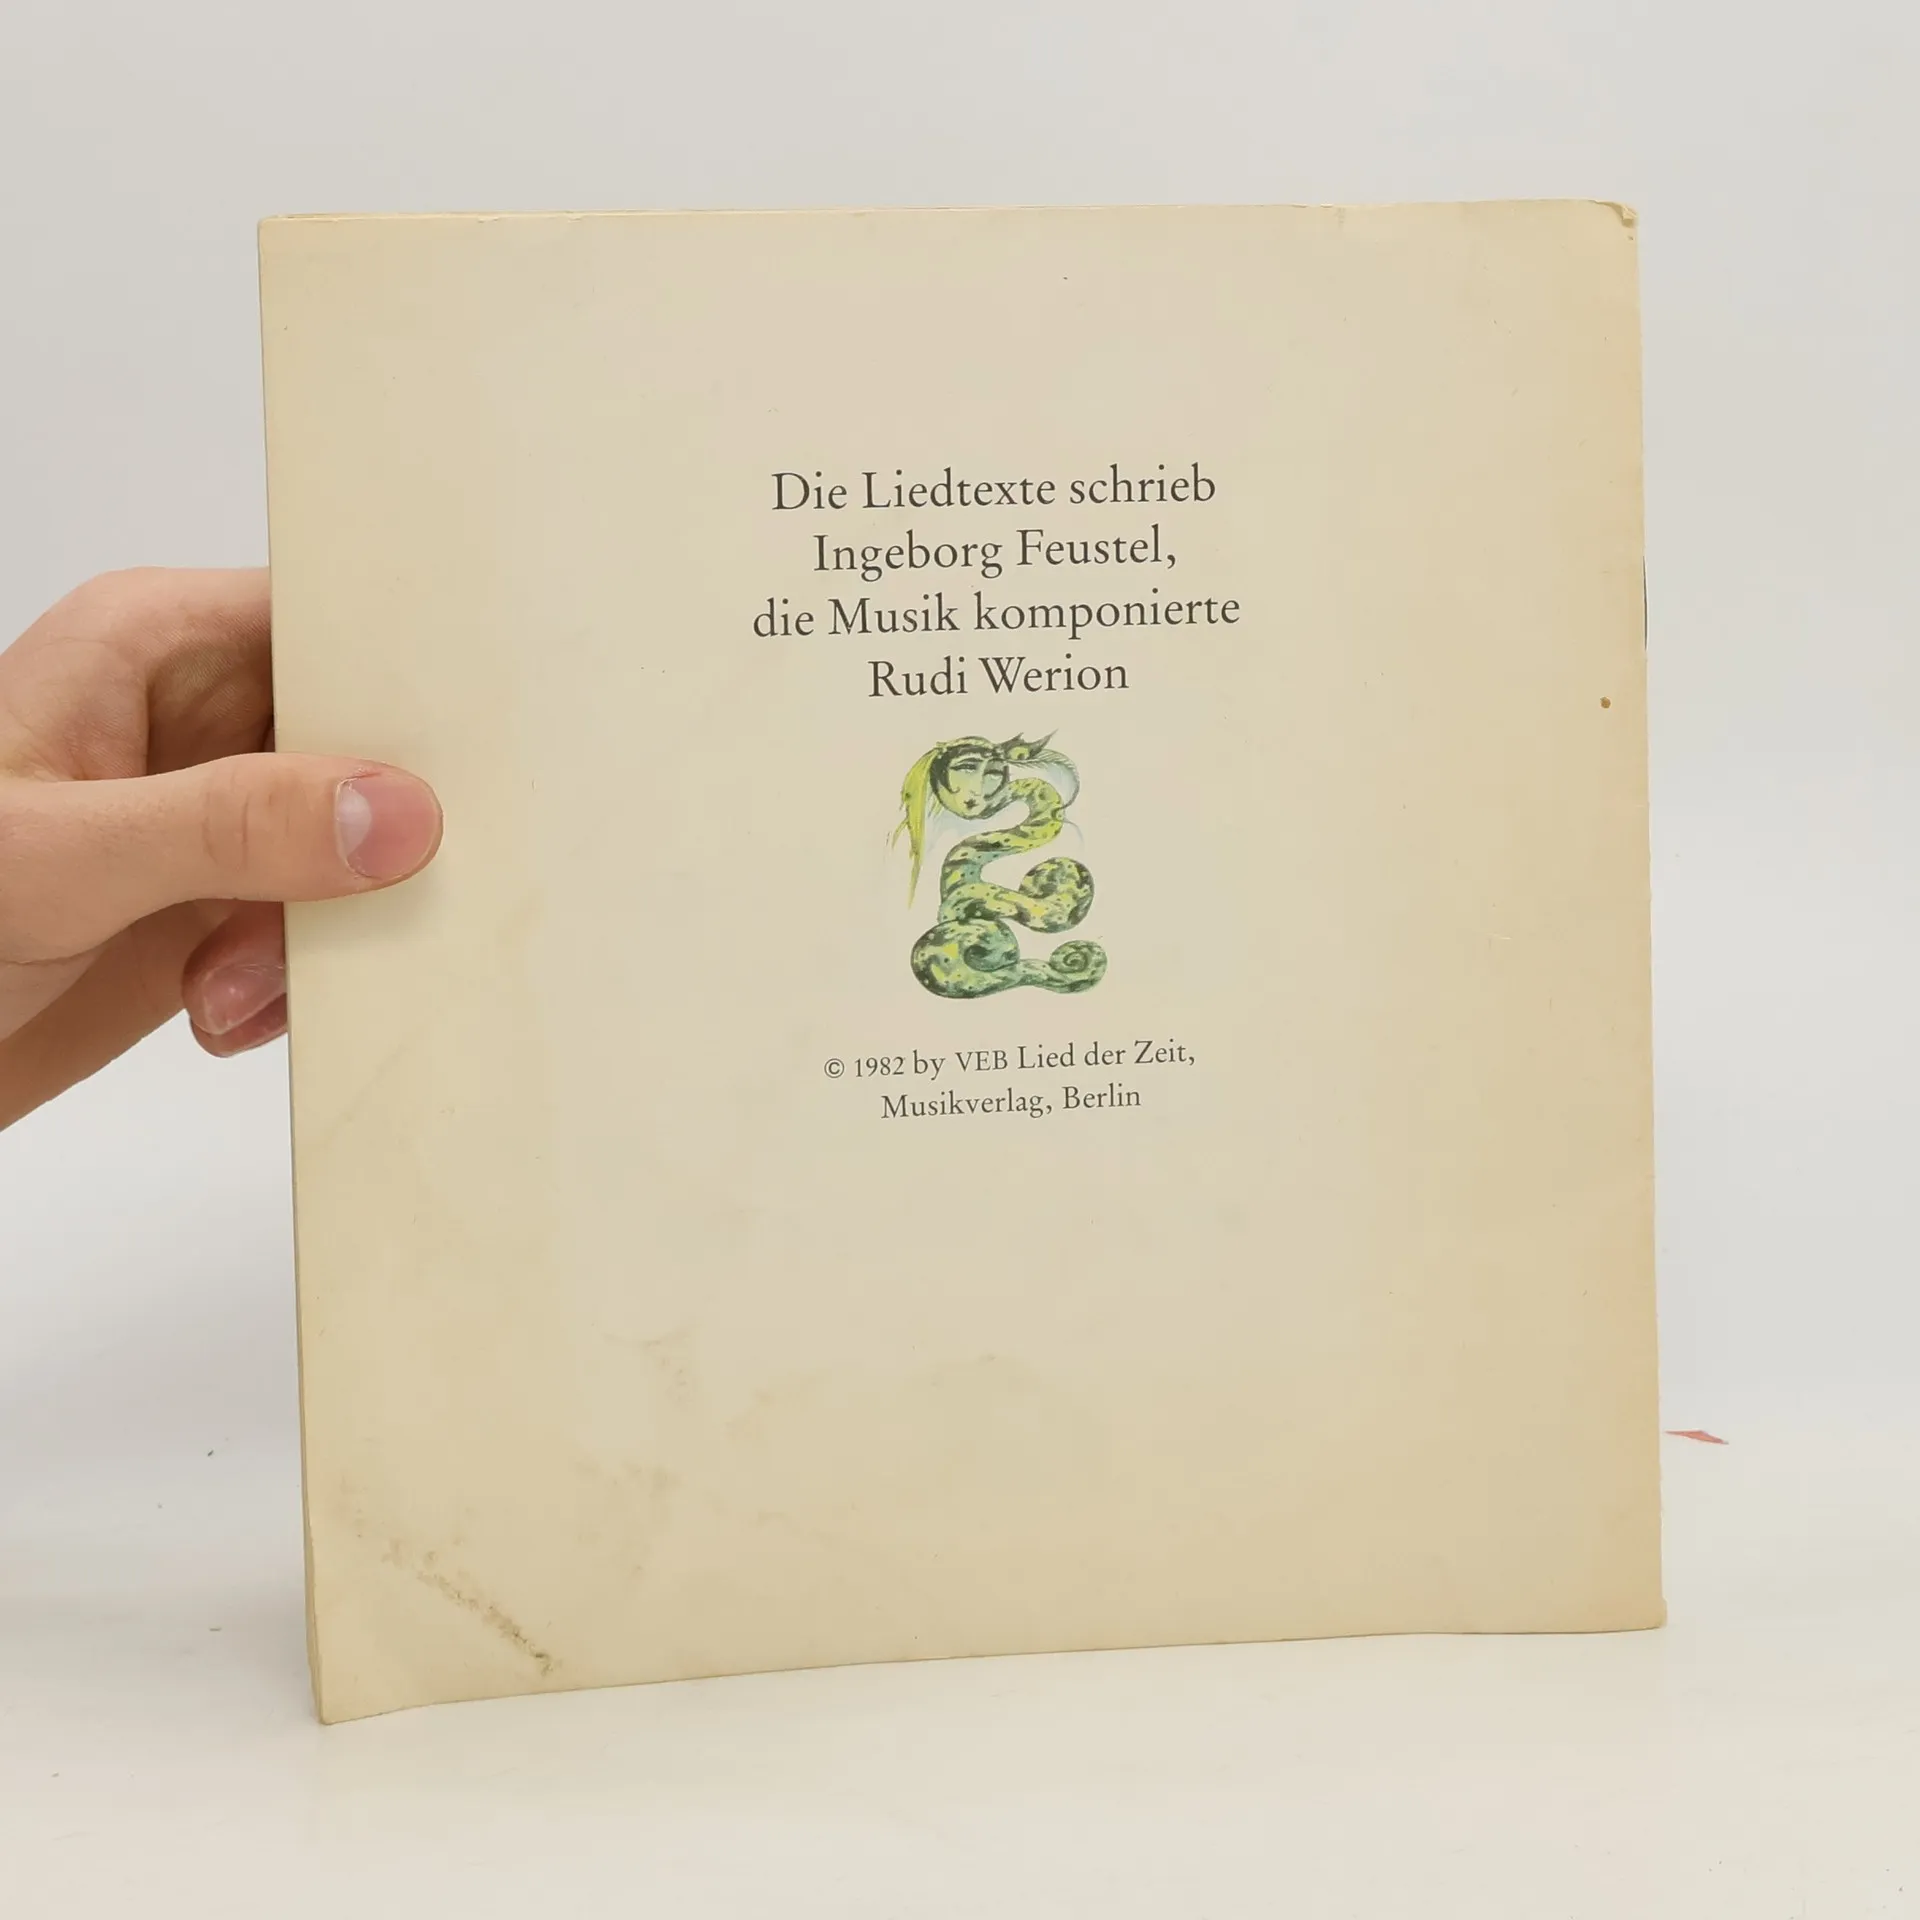 Die Liedtexte schrieb
Ingeborg Feustel,
die Musik komponierte
Rudi Werion
© 1982 by VEB Lied der Zeit,
Musikverlag, Berlin